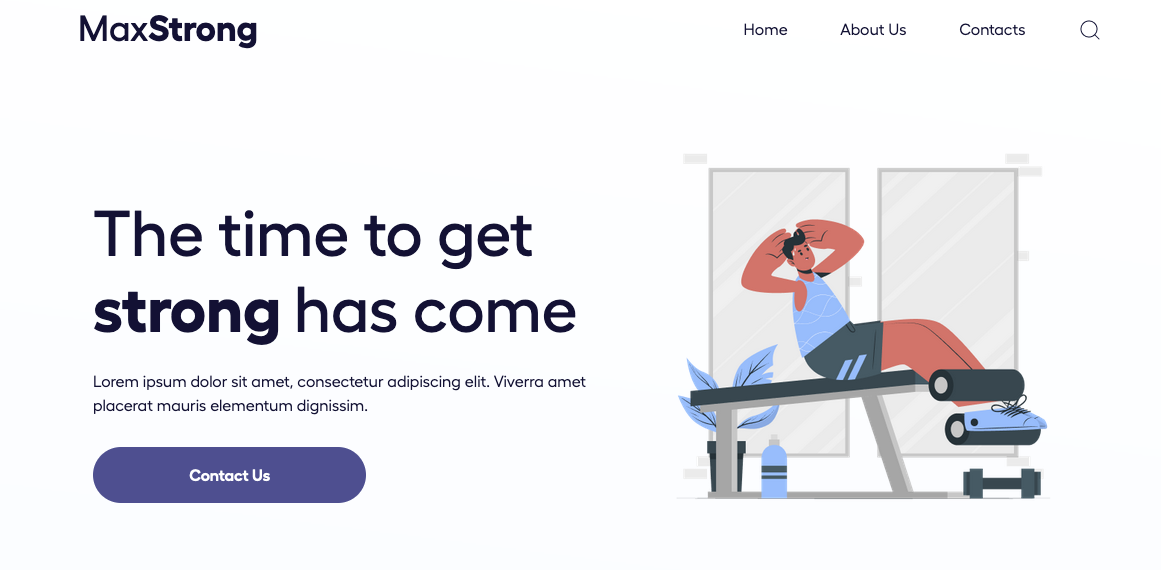 MaxStrong
Home About Us Contacts
The time to get
strong has come
Lorem ipsum dolor sit amet, consectetur adipiscing elit. Viverra amet
placerat mauris elementum dignissim.
Contact Us